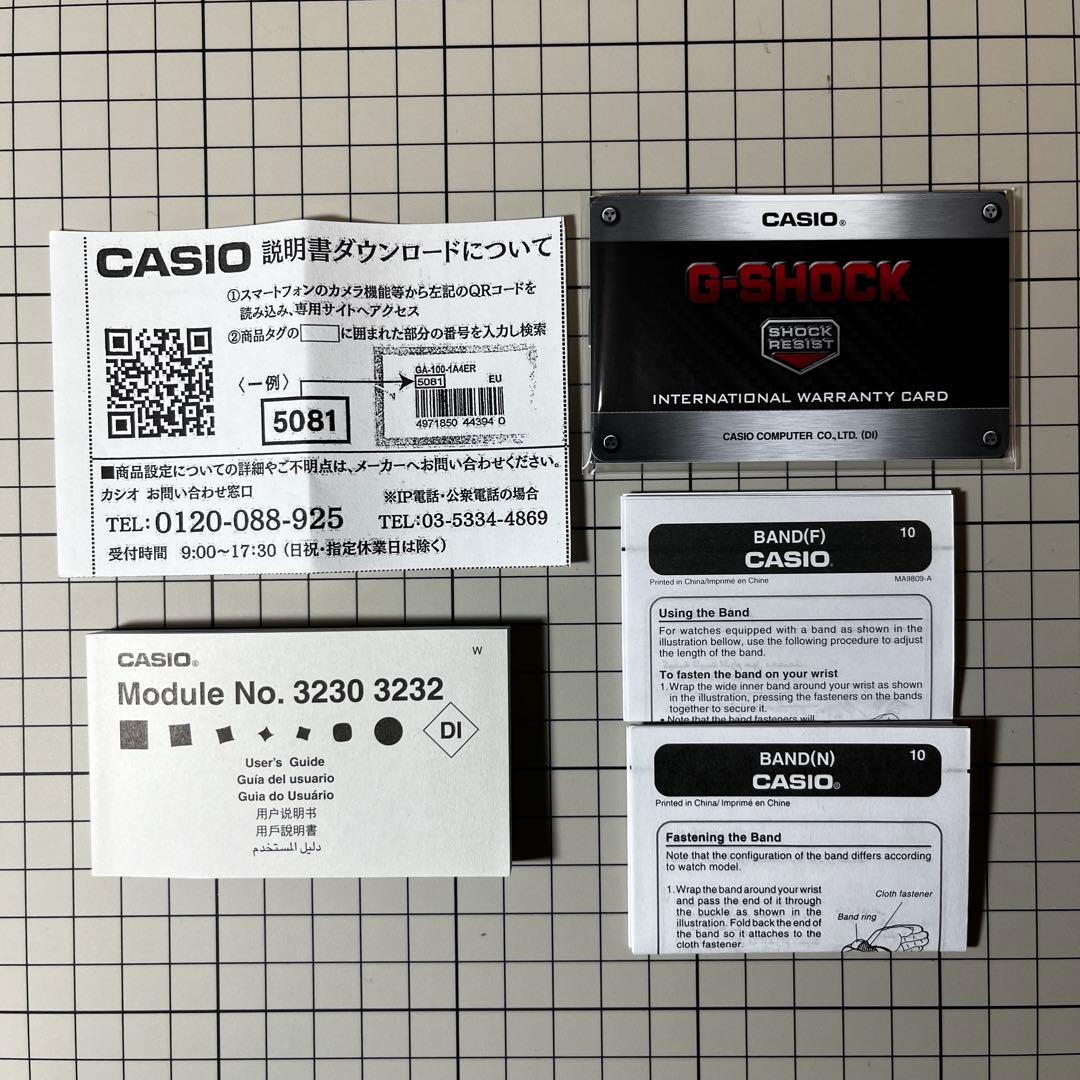 CASIO 説明書ダウンロードについて
①スマートフォンのカメラ機能等から左記のQRコードを
読み込み、専用サイトへアクセス
②商品タグの に囲まれた部分の番号を入力し検索
〈一例〉
5081
GA-100-1A4ER
5081 EU
4971850 44394 0
■商品設定についての詳細やご不明点は、メーカーへお問い合わせください。
カシオ お問い合わせ窓口
※IP電話・公衆電話の場合
TEL:0120-088-925 TEL:03-5334-4869
受付時間 9:00～17:30 (日祝・指定休業日は除く)
CASIO®
G-SHOCK
SHOCK
RESIST
INTERNATIONAL WARRANTY CARD
CASIO COMPUTER CO.,LTD. (DI)
BAND(F) 10
CASIO®
Printed in China/Imprimé en Chine MA9809-A
Using the Band
For watches equipped with a band as shown in the
illustration bellow, use the following procedure to adjust
the length of the band.
To fasten the band on your wrist
1. Wrap the wide inner band around your wrist as shown
in the illustration, pressing the fasteners on the bands
together to secure it.
• Note that the band fasteners will
CASIO®
W
Module No. 3230 3232
DI
User's Guide
Guía del usuario
Guia do Usuário
用户说明书
用戶說明書
دليل المستخدم
BAND(N) 10
CASIO®
Printed in China/ Imprimé en Chine
Fastening the Band
Note that the configuration of the band differs according
to watch model.
1. Wrap the band around your wrist
and pass the end of it through
the buckle as shown in the
illustration. Fold back the end of
the band so it attaches to the
cloth fastener.
Cloth fastener
Band ring